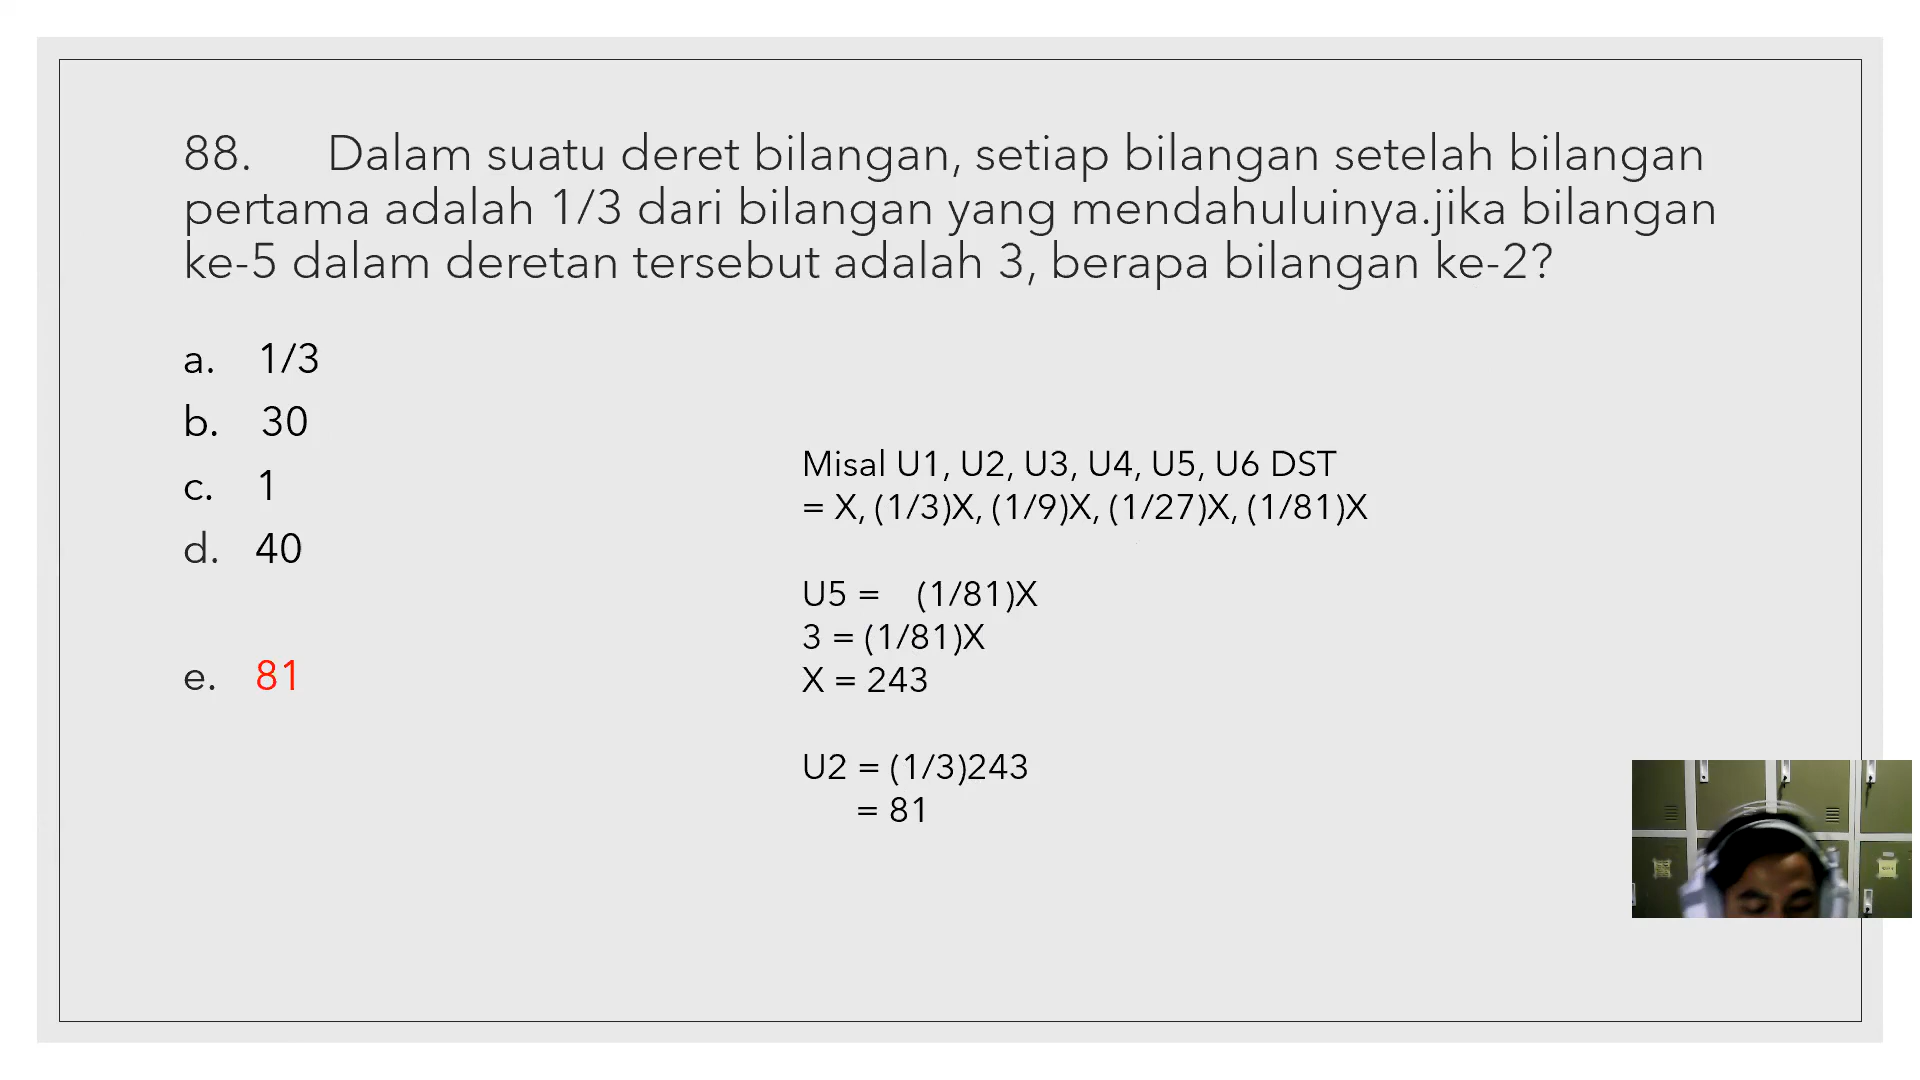 88. Dalam suatu deret bilangan, setiap bilangan setelah bilangan
pertama adalah 1/3 dari bilangan yang mendahuluinya.jika bilangan
ke-5 dalam deretan tersebut adalah 3, berapa bilangan ke-2?
a. 1/3
b. 30
c. 1
d. 40
e. 81
Misal U1, U2, U3, U4, U5, U6 DST
= X, (1/3)X, (1/9)X, (1/27)X, (1/81)X
U5 = (1/81)X
3 = (1/81)X
X = 243
U2 = (1/3)243
= 81